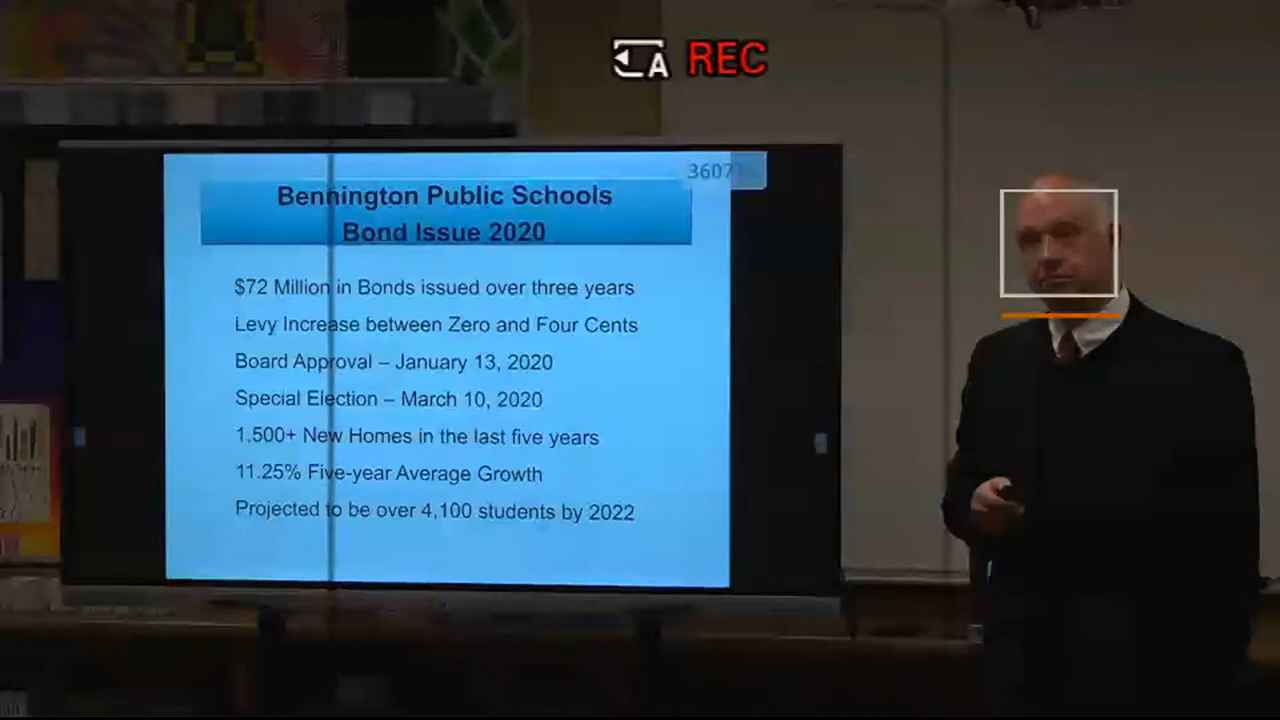 A REC
3607
Bennington Public Schools
Bond Issue 2020
$72 Million in Bonds issued over three years
Levy Increase between Zero and Four Cents
Board Approval – January 13, 2020
Special Election – March 10, 2020
1,500+ New Homes in the last five years
11.25% Five-year Average Growth
Projected to be over 4,100 students by 2022